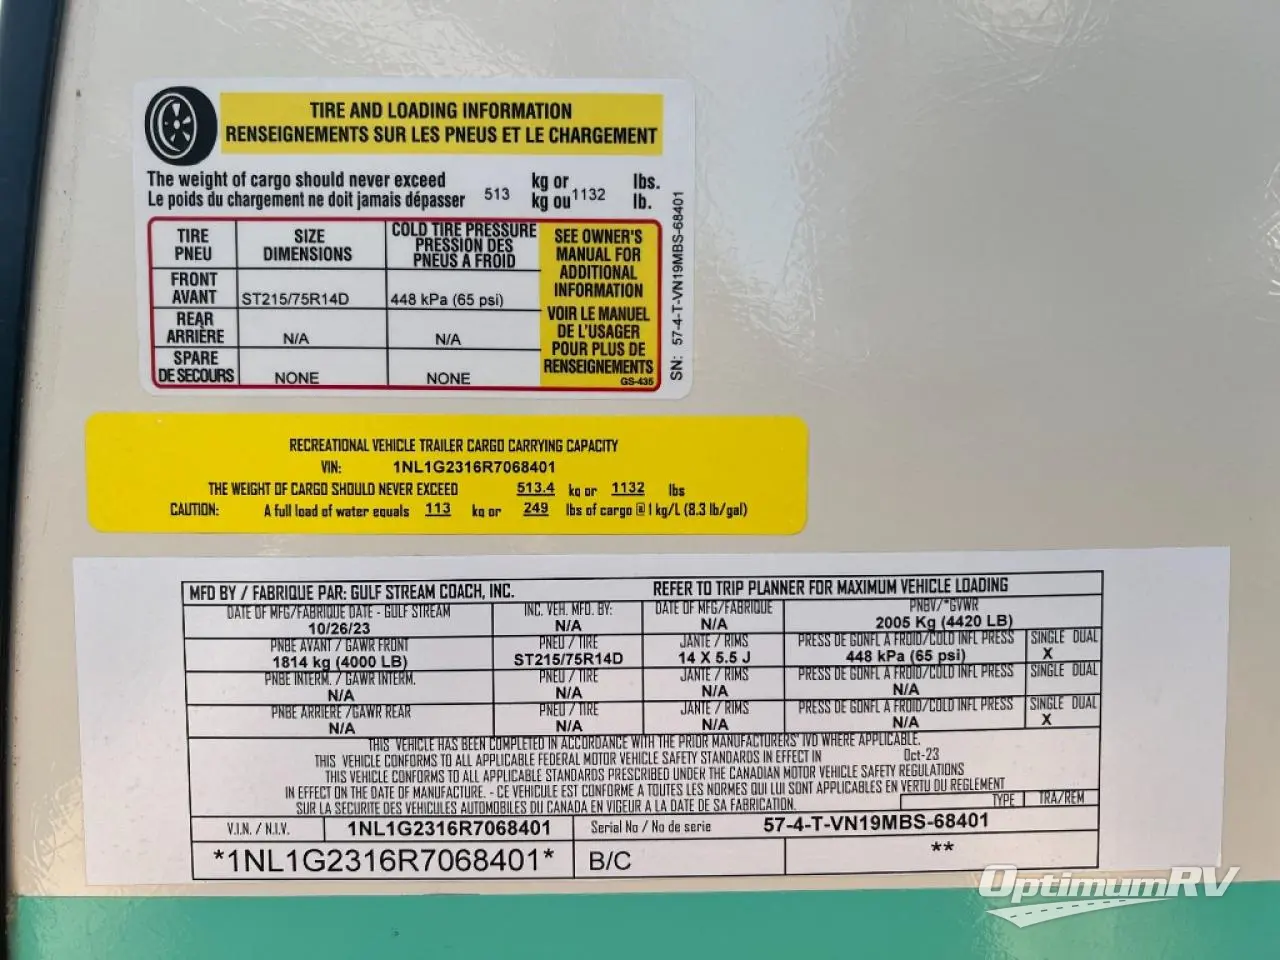 TIRE AND LOADING INFORMATION
RENSEIGNEMENTS SUR LES PNEUS ET LE CHARGEMENT
The weight of cargo should never exceed 513 kg or 1132 lbs.
Le poids du chargement ne doit jamais dépasser kg ou lb.
TIRE PNEU
SIZE DIMENSIONS
COLD TIRE PRESSURE PRESSION DES PNEUS A FROID
SEE OWNER'S MANUAL FOR ADDITIONAL INFORMATION
FRONT AVANT ST215/75R14D 448 kPa (65 psi)
REAR ARRIÈRE N/A N/A
SPARE DE SECOURS NONE NONE
VOIR LE MANUEL DE L'USAGER POUR PLUS DE RENSEIGNEMENTS
GS-435
SN: 57-4-T-VN19MBS-68401
RECREATIONAL VEHICLE TRAILER CARGO CARRYING CAPACITY
VIN: 1NL1G2316R7068401
THE WEIGHT OF CARGO SHOULD NEVER EXCEED 513.4 kg or 1132 lbs
CAUTION: A full load of water equals 113 kg or 249 lbs of cargo @ 1 kg/L (8.3 lb/gal)
MFD BY / FABRIQUE PAR: GULF STREAM COACH, INC. REFER TO TRIP PLANNER FOR MAXIMUM VEHICLE LOADING
DATE OF MFG/FABRIQUE DATE - GULF STREAM INC. VEH. MFD. BY: DATE OF MFG/FABRIQUE PNBV/*GVWR
10/26/23 N/A N/A 2005 Kg (4420 LB)
PNBE AVANT / GAWR FRONT PNEU / TIRE JANTE / RIMS PRESS DE GONFL A FROID/COLD INFL PRESS SINGLE DUAL
1814 kg (4000 LB) ST215/75R14D 14 X 5.5 J 448 kPa (65 psi) X
PNBE INTERM. / GAWR INTERM. PNEU / TIRE JANTE / RIMS PRESS DE GONFL A FROID/COLD INFL PRESS SINGLE DUAL
N/A N/A N/A N/A
PNBE ARRIERE /GAWR REAR PNEU / TIRE JANTE / RIMS PRESS DE GONFL A FROID/COLD INFL PRESS SINGLE DUAL
N/A N/A N/A N/A X
THIS VEHICLE HAS BEEN COMPLETED IN ACCORDANCE WITH THE PRIOR MANUFACTURERS' IVD WHERE APPLICABLE.
THIS VEHICLE CONFORMS TO ALL APPLICABLE FEDERAL MOTOR VEHICLE SAFETY STANDARDS IN EFFECT IN Oct-23
THIS VEHICLE CONFORMS TO ALL APPLICABLE STANDARDS PRESCRIBED UNDER THE CANADIAN MOTOR VEHICLE SAFETY REGULATIONS
IN EFFECT ON THE DATE OF MANUFACTURE. - CE VEHICULE EST CONFORME A TOUTES LES NORMES QUI SONT APPLICABLES EN VERTU DU REGLEMENT
SUR LA SECURITE DES VEHICULES AUTOMOBILES DU CANADA EN VIGEUR A LA DATE DE SA FABRICATION. TYPE TRA/REM
V.I.N. / N.I.V. 1NL1G2316R7068401 Serial No / No de serie 57-4-T-VN19MBS-68401
*1NL1G2316R7068401* B/C **
OptimumRV